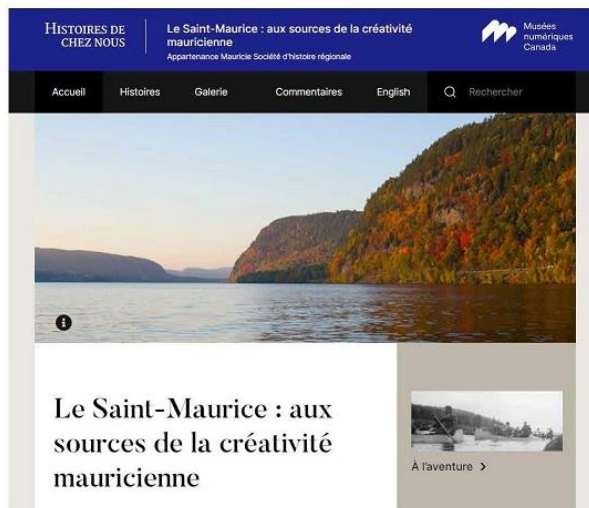 HISTOIRES DE
CHEZ NOUS
Le Saint-Maurice : aux sources de la créativité
mauricienne
Appartenance Mauricie Société d'histoire régionale
Musées
numériques
Canada
Accueil Histoires Galerie Commentaires English Rechercher
Le Saint-Maurice : aux
sources de la créativité
mauricienne
À l'aventure